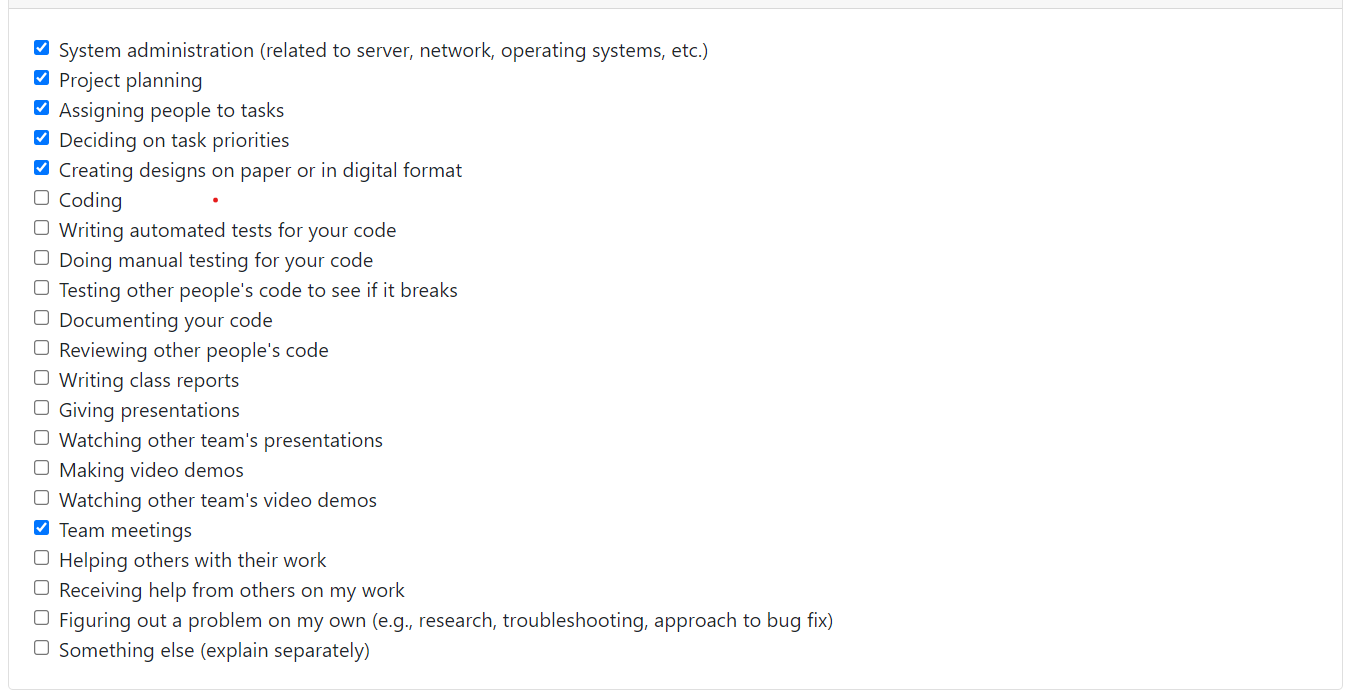 System administration (related to server, network, operating systems, etc.)
Project planning
Assigning people to tasks
Deciding on task priorities
Creating designs on paper or in digital format
Coding
Writing automated tests for your code
Doing manual testing for your code
Testing other people's code to see if it breaks
Documenting your code
Reviewing other people's code
Writing class reports
Giving presentations
Watching other team's presentations
Making video demos
Watching other team's video demos
Team meetings
Helping others with their work
Receiving help from others on my work
Figuring out a problem on my own (e.g., research, troubleshooting, approach to bug fix)
Something else (explain separately)